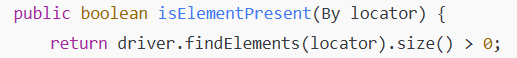 public boolean isElementPresent(By locator) {
    return driver.findElements(locator).size() > 0;